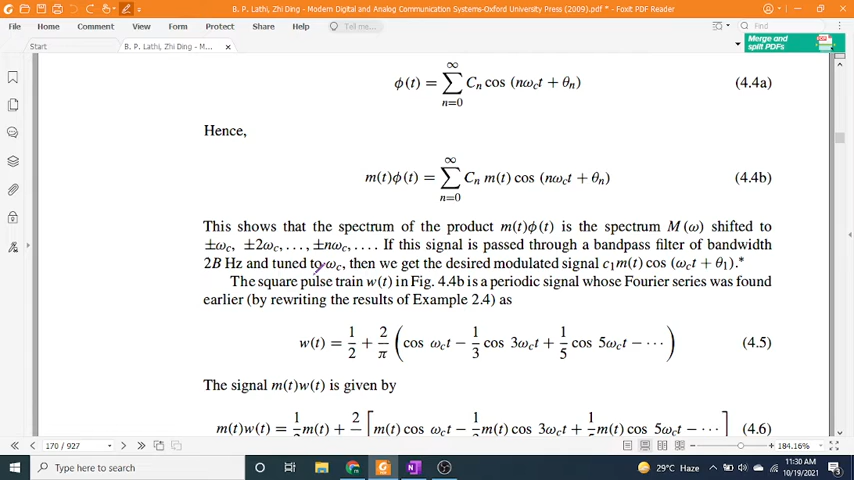 B. P. Lathi, Zhi Ding - Modern Digital and Analog Communication Systems-Oxford University Press (2009).pdf * - Foxit PDF Reader
File Home Comment View Form Protect Share Help Tell me... Find
Merge and split PDFs
Start B. P. Lathi, Zhi Ding - M...
ϕ(t) = ∑_{n=0}^{∞} C_n cos (nω_c t + θ_n) (4.4a)
Hence,
m(t)ϕ(t) = ∑_{n=0}^{∞} C_n m(t) cos (nω_c t + θ_n) (4.4b)
This shows that the spectrum of the product m(t)ϕ(t) is the spectrum M(ω) shifted to
±ω_c, ±2ω_c, . . . , ±nω_c, . . . . If this signal is passed through a bandpass filter of bandwidth
2B Hz and tuned to ω_c, then we get the desired modulated signal c₁m(t) cos (ω_c t + θ₁).*
The square pulse train w(t) in Fig. 4.4b is a periodic signal whose Fourier series was found
earlier (by rewriting the results of Example 2.4) as
w(t) = 1/2 + 2/π (cos ω_c t − 1/3 cos 3ω_c t + 1/5 cos 5ω_c t − ···) (4.5)
The signal m(t)w(t) is given by
m(t)w(t) = 1/2 m(t) + 2/ [m(t) cos ω_c t − 1/3 m(t) cos 3ω_c t + 1/5 m(t) cos 5ω_c t − ···] (4.6)
170 / 927 184.16%
Type here to search 29°C Haze 11:30 AM
10/19/2021